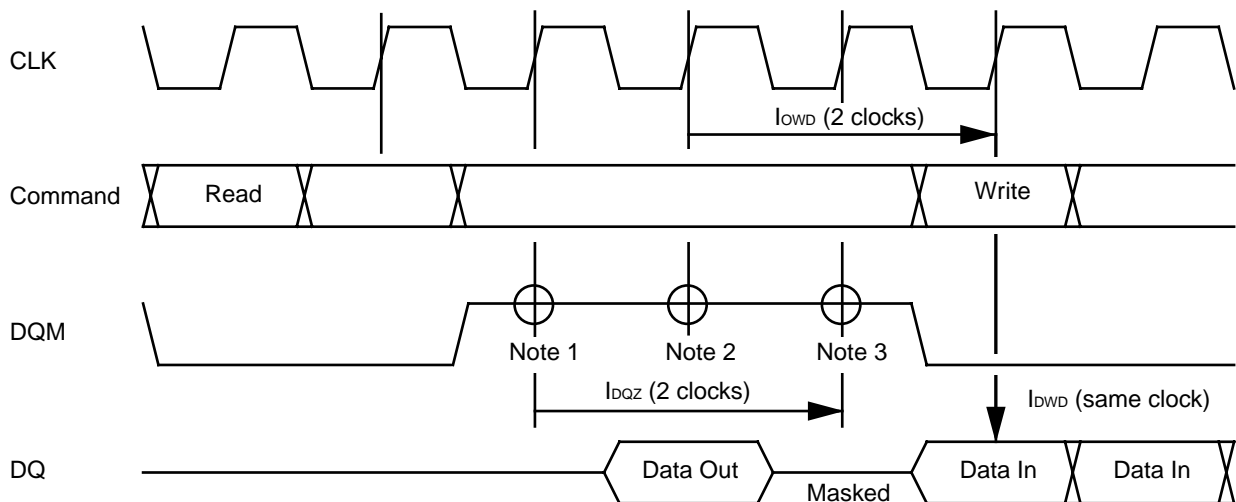 CLK
IOWD (2 clocks)
Command
Read
Write
DQM
Note 1
Note 2
Note 3
IDQZ (2 clocks)
IDWD (same clock)
DQ
Data Out
Masked
Data In
Data In